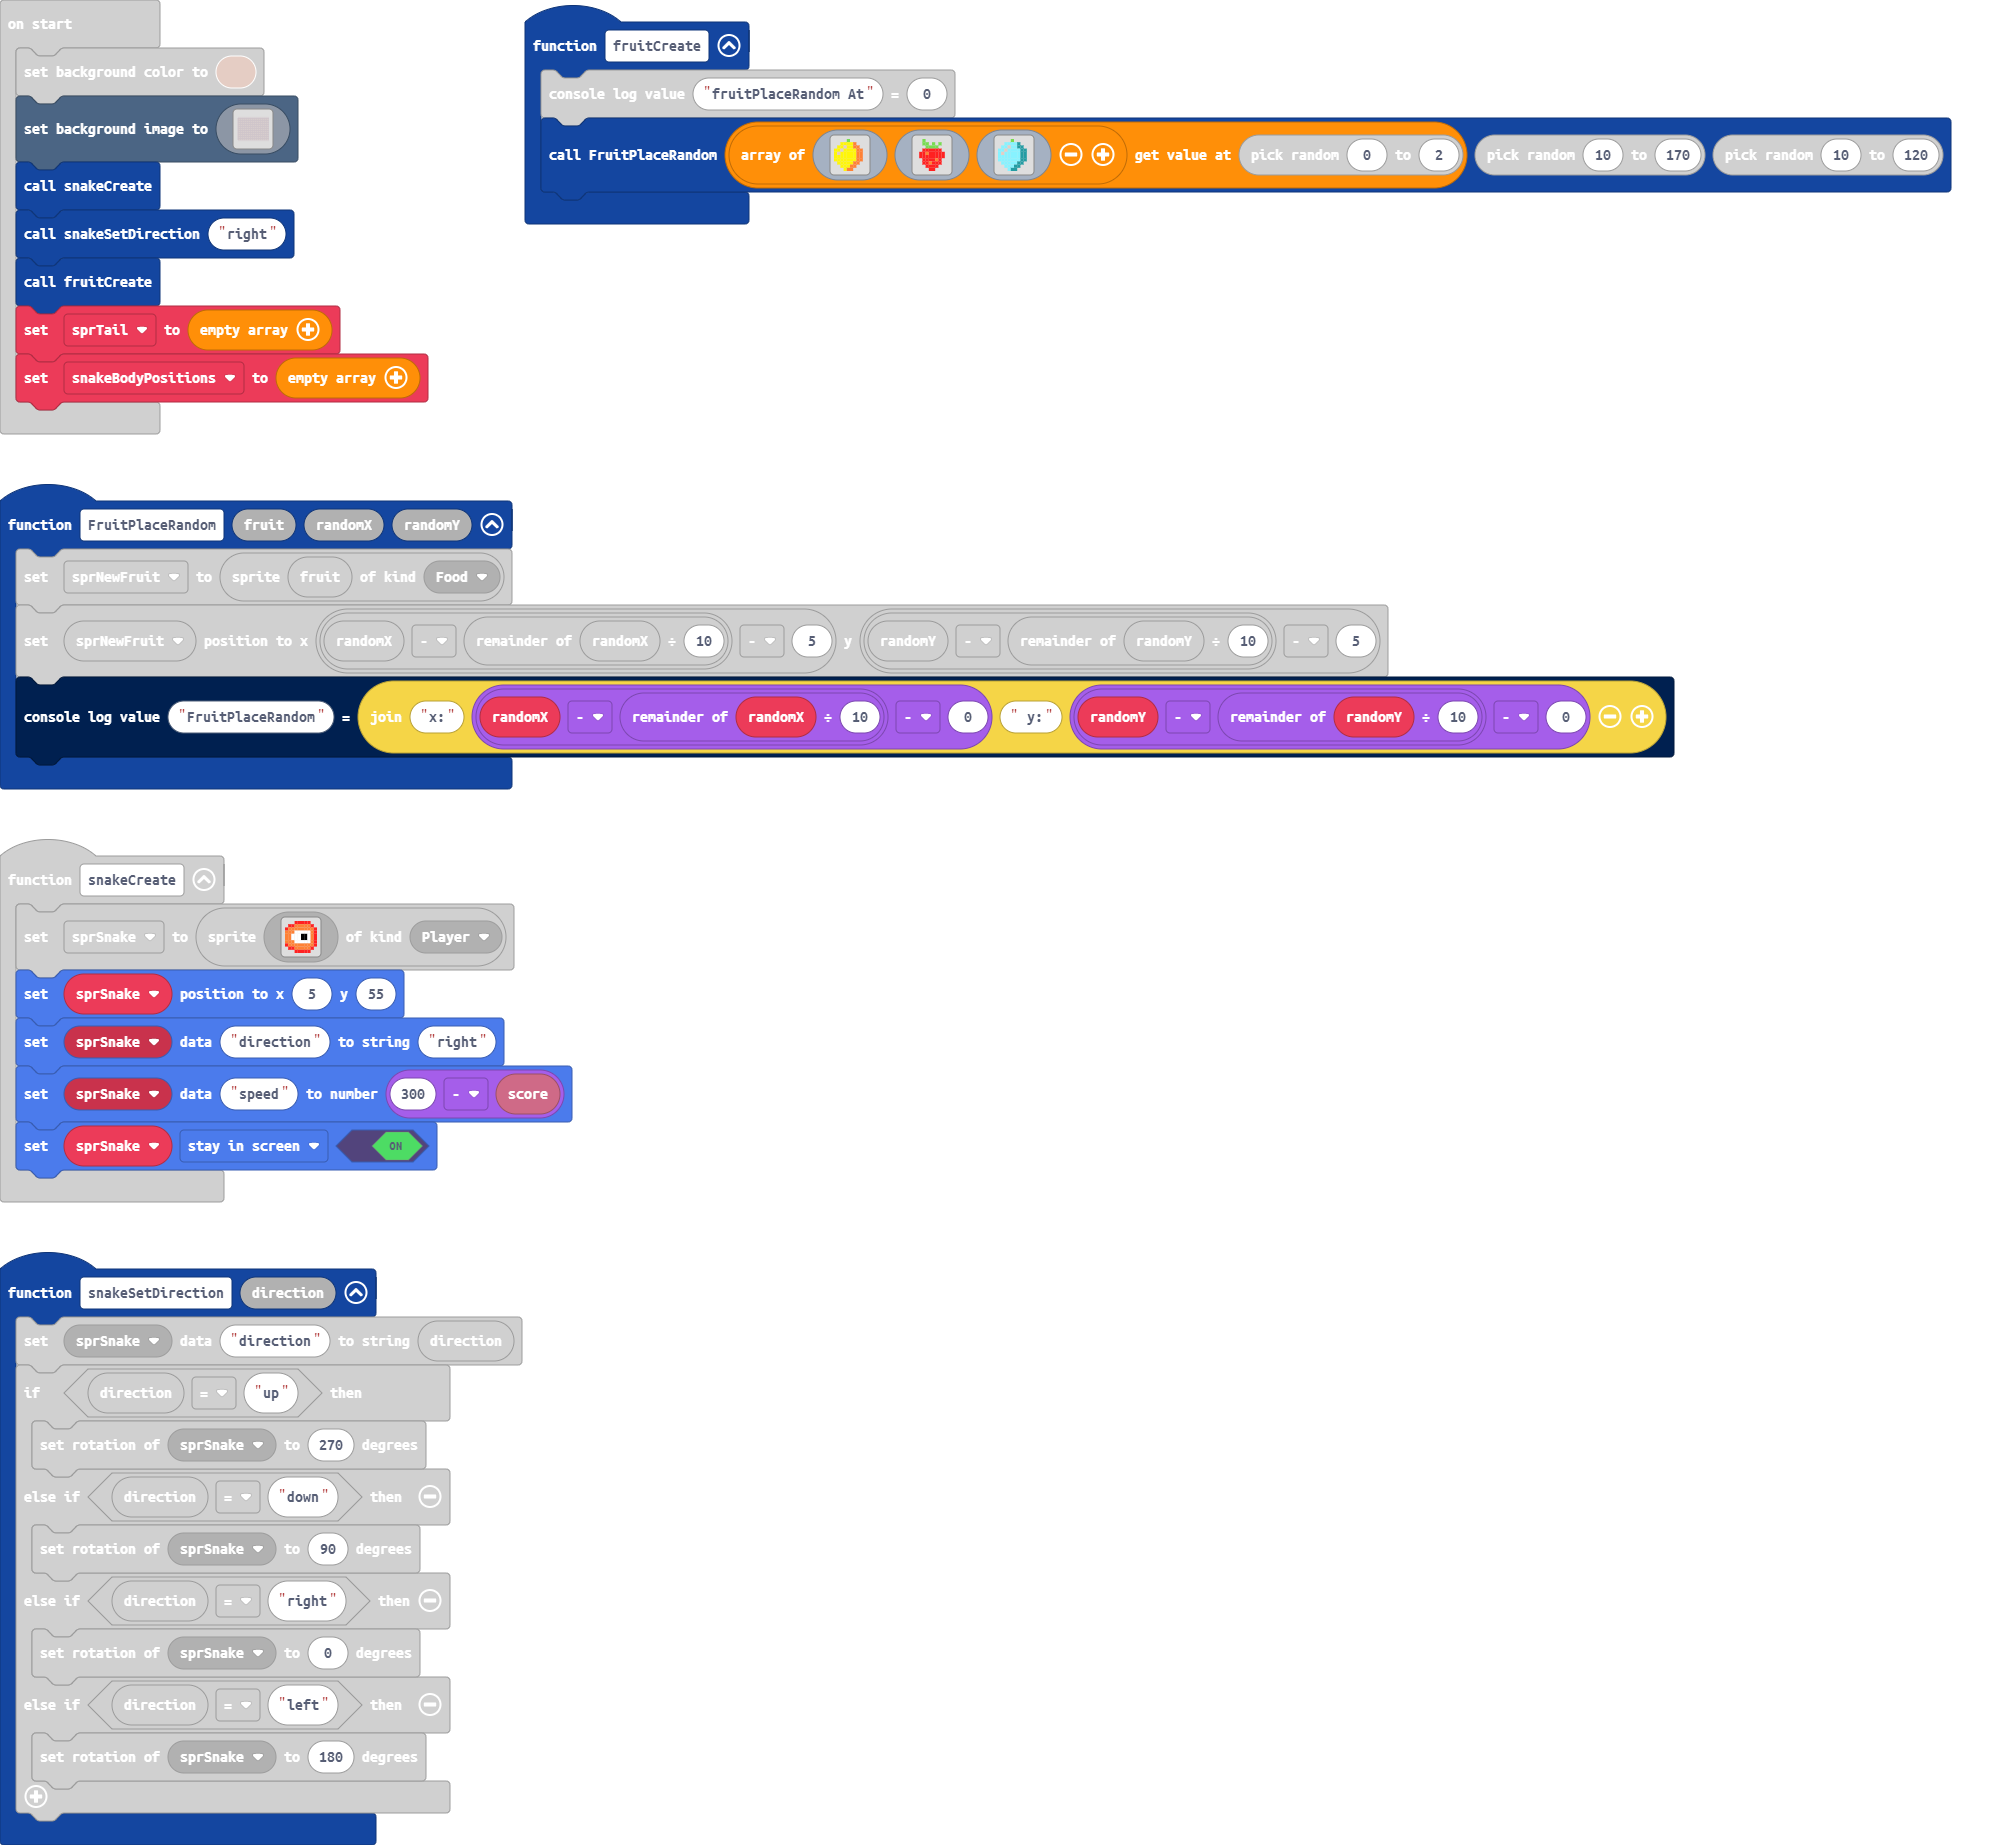 on start
set background color to
set background image to
call snakeCreate
call snakeSetDirection "right"
call fruitCreate
set sprTail to empty array
set snakeBodyPositions to empty array
function fruitCreate
console log value "fruitPlaceRandom At" = 0
call FruitPlaceRandom array of get value at pick random 0 to 2 pick random 10 to 170 pick random 10 to 120
function FruitPlaceRandom fruit randomX randomY
set sprNewFruit to sprite fruit of kind Food
set sprNewFruit position to x randomX - remainder of randomX ÷ 10 - 5 y randomY - remainder of randomY ÷ 10 - 5
console log value "FruitPlaceRandom" = join "x:" randomX - remainder of randomX ÷ 10 - 0 " y:" randomY - remainder of randomY ÷ 10 - 0
function snakeCreate
set sprSnake to sprite of kind Player
set sprSnake position to x 5 y 55
set sprSnake data "direction" to string "right"
set sprSnake data "speed" to number 300 - score
set sprSnake stay in screen ON
function snakeSetDirection direction
set sprSnake data "direction" to string direction
if direction = "up" then
set rotation of sprSnake to 270 degrees
else if direction = "down" then
set rotation of sprSnake to 90 degrees
else if direction = "right" then
set rotation of sprSnake to 0 degrees
else if direction = "left" then
set rotation of sprSnake to 180 degrees